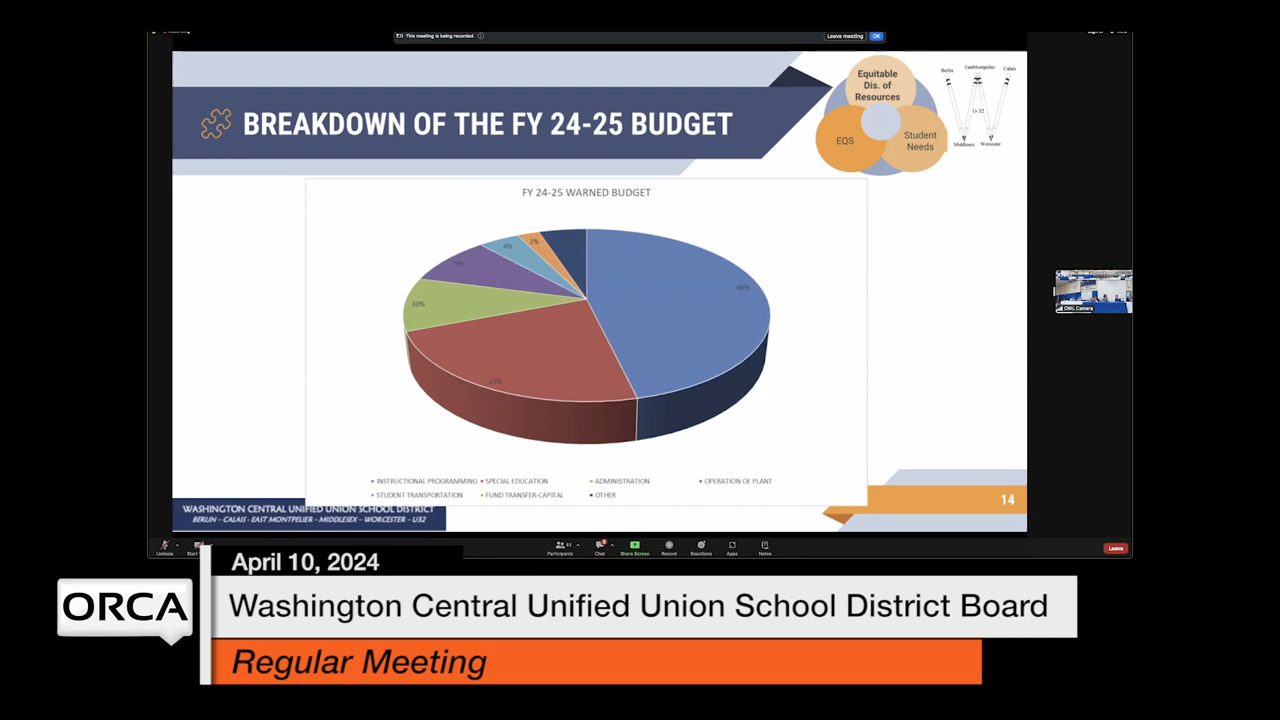 This meeting is being recorded.
Leave meeting
OK
BREAKDOWN OF THE FY 24-25 BUDGET
Equitable
Dis. of
Resources
EQS
Student
Needs
Berlin
EastMontpelier
Calais
U-32
Middlesex
Worcester
FY 24-25 WARNED BUDGET
4%
2%
9%
10%
46%
23%
INSTRUCTIONAL PROGRAMMING
SPECIAL EDUCATION
ADMINISTRATION
OPERATION OF PLANT
STUDENT TRANSPORTATION
FUND TRANSFER-CAPITAL
OTHER
OWL Camera
WASHINGTON CENTRAL UNIFIED UNION SCHOOL DISTRICT
BERLIN – CALAIS - EAST MONTPELIER – MIDDLESEX – WORCESTER – U32
14
Unmute
Participants
Chat
Share Screen
Record
Reactions
Apps
Notes
Leave
April 10, 2024
ORCA
Washington Central Unified Union School District Board
Regular Meeting